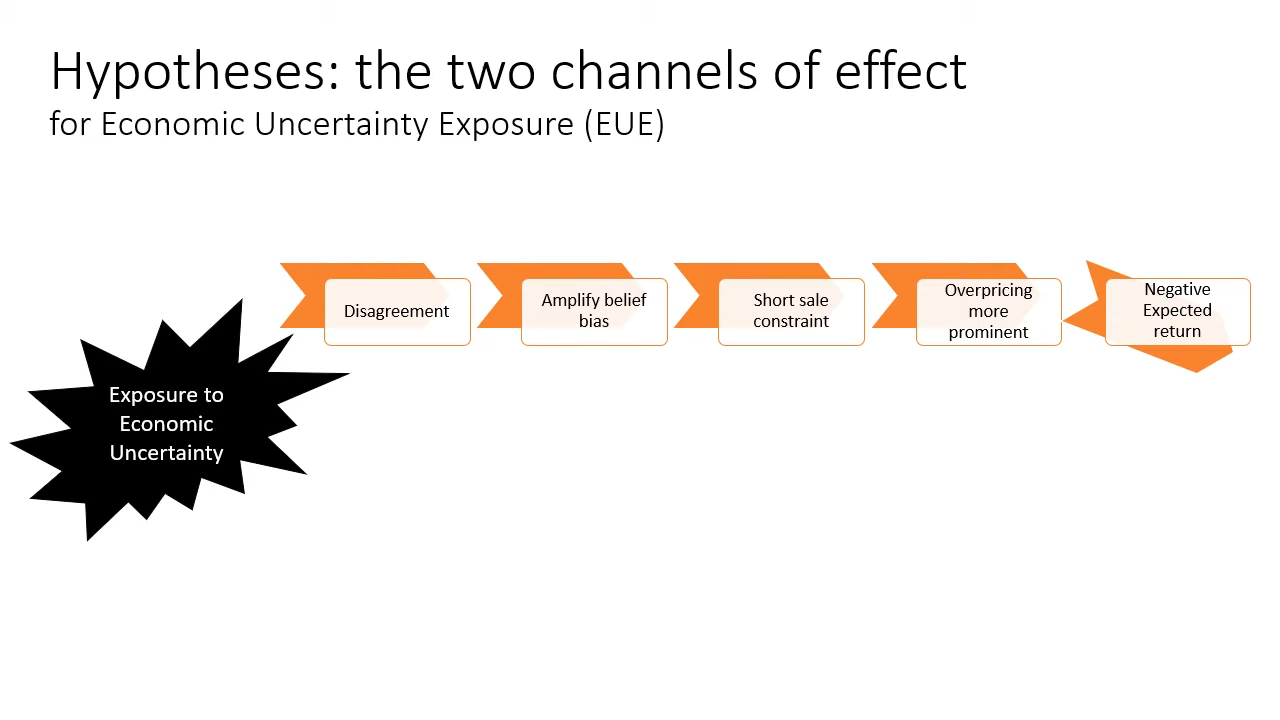 Hypotheses: the two channels of effect
for Economic Uncertainty Exposure (EUE)
Disagreement
Amplify belief
bias
Short sale
constraint
Overpricing
more
prominent
Negative
Expected
return
Exposure to
Economic
Uncertainty